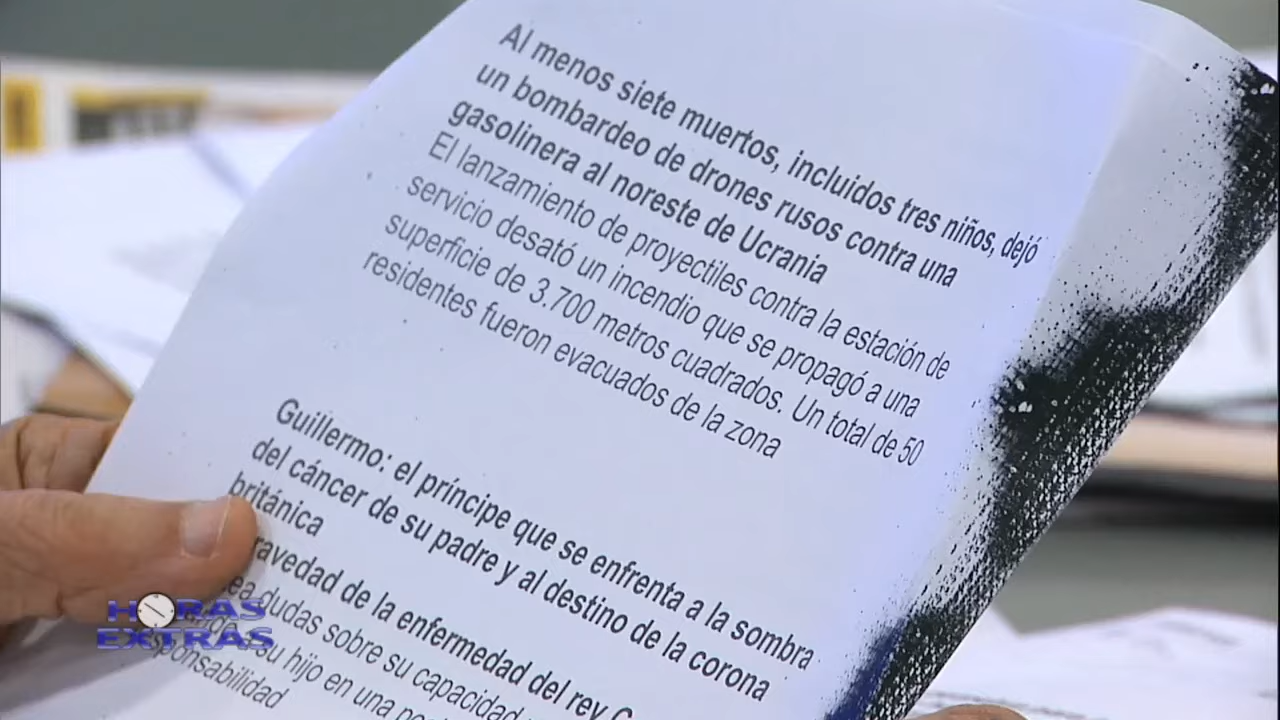 Al menos siete muertos, incluidos tres niños, dejó
un bombardeo de drones rusos contra una
gasolinera al noreste de Ucrania
El lanzamiento de proyectiles contra la estación de
servicio desató un incendio que se propagó a una
superficie de 3.700 metros cuadrados. Un total de 50
residentes fueron evacuados de la zona
Guillermo: el príncipe que se enfrenta a la sombra
del cáncer de su padre y al destino de la corona
británica
ravedad de la enfermedad del rey
dudas sobre su capacidad
su hijo en una
sponsabilidad
HORAS
EXTRAS